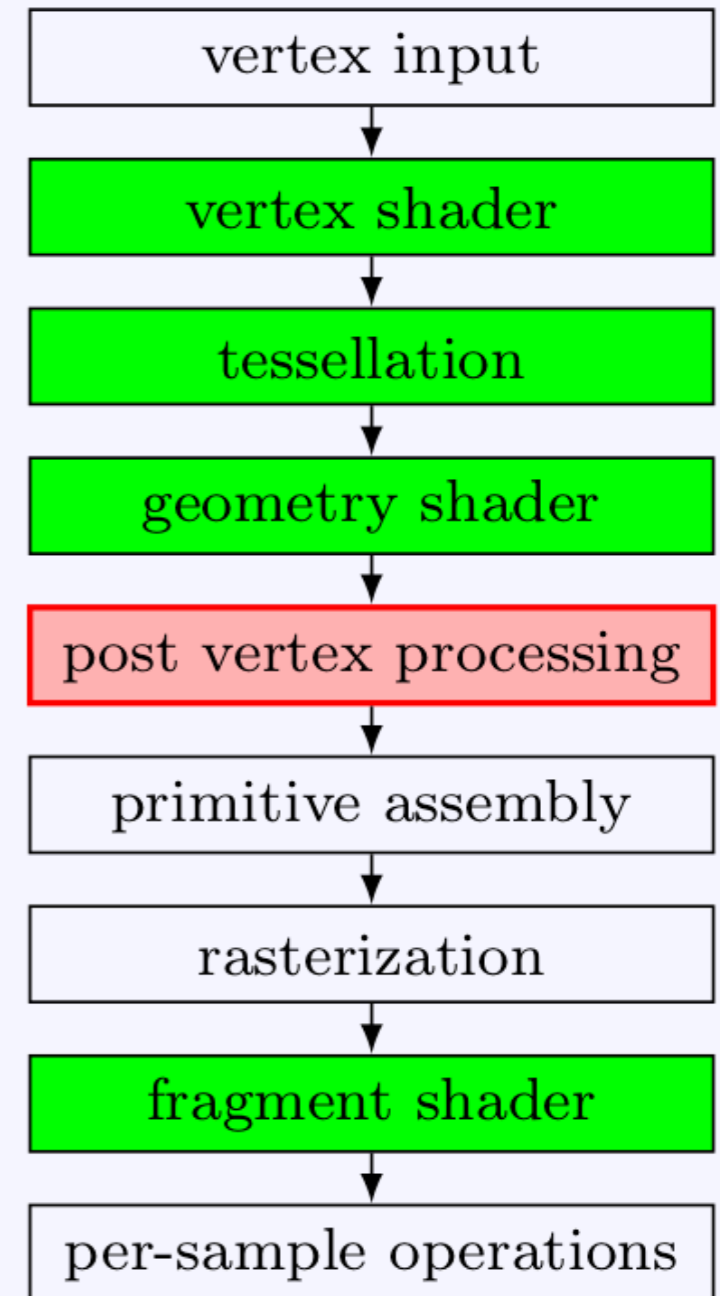 vertex input
vertex shader
tessellation
geometry shader
post vertex processing
primitive assembly
rasterization
fragment shader
per-sample operations